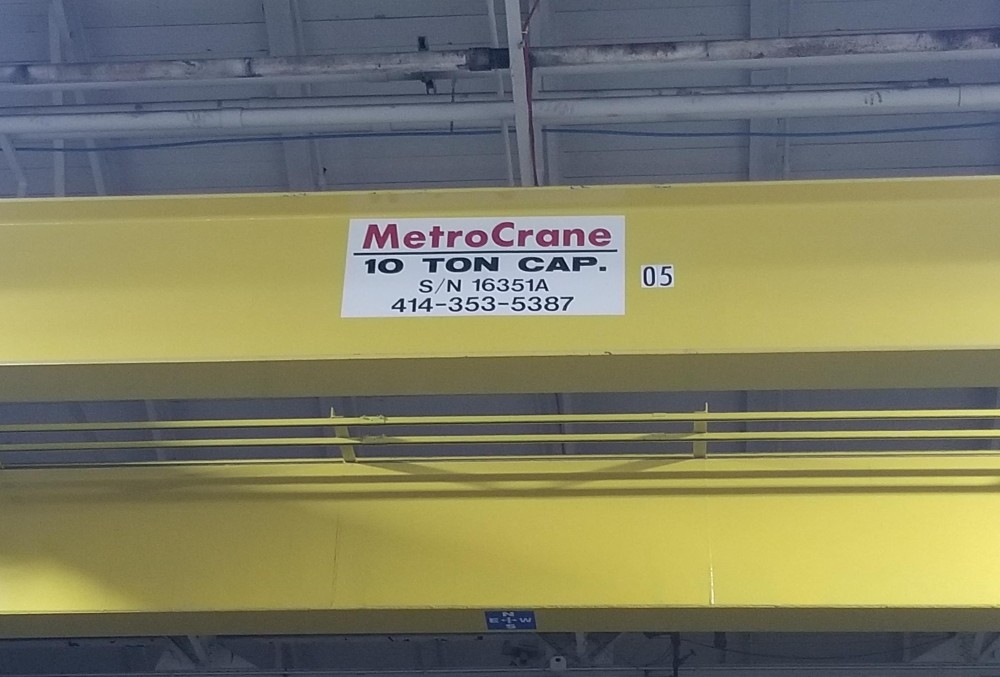 MetroCrane
10 TON CAP.
S/N 16351A
414-353-5387
05
N
E W
S